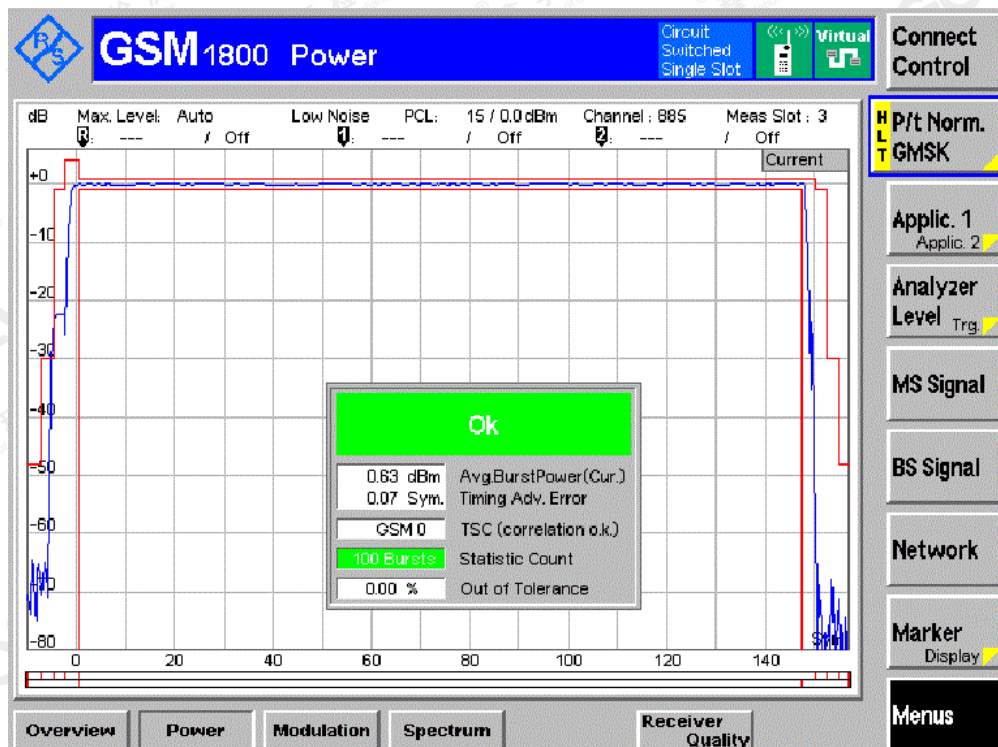 R S
GSM 1800 Power
Circuit
Switched
Single Slot
Virtual
Connect
Control
dB Max. Level: Auto Low Noise PCL: 15 / 0.0 dBm Channel : 885 Meas Slot : 3
R: --- / Off 1: --- / Off 2: --- / Off
Current
H
L
T
P/t Norm.
GMSK
Applic. 1
Applic. 2
Analyzer
Level Trg.
MS Signal
BS Signal
Network
Marker
Display
Menus
+0
-10
-20
-30
-40
-50
-60
-80
Ok
0.63 dBm Avg.BurstPower(Cur.)
0.07 Sym. Timing Adv. Error
GSM 0 TSC (correlation o.k.)
100 Bursts Statistic Count
0.00 % Out of Tolerance
0 20 40 60 80 100 120 140
Overview Power Modulation Spectrum Receiver
Quality